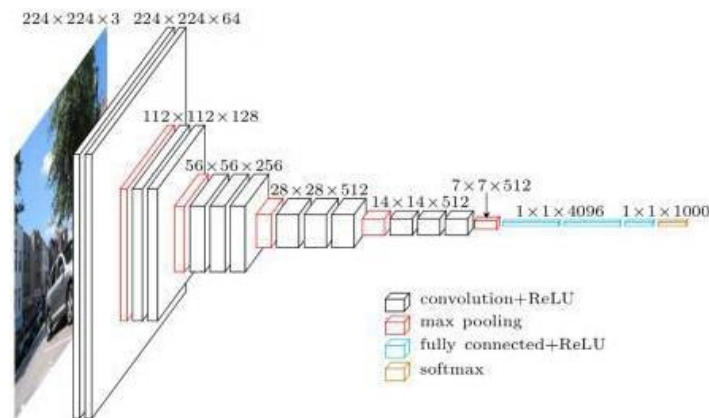 224×224×3
224×224×64
112×112×128
56×56×256
28×28×512
14×14×512
7×7×512
1×1×4096
1×1×1000
convolution+ReLU
max pooling
fully connected+ReLU
softmax